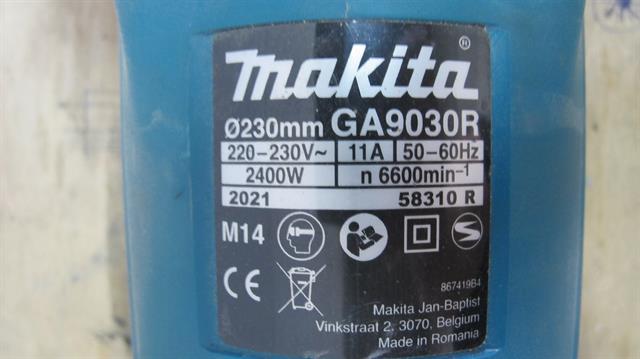 makita®
Ø230mm GA9030R
220-230V~ 11A 50-60Hz
2400W n 6600min⁻¹
2021 58310 R
M14
CE
867419B4
Makita Jan-Baptist
Vinkstraat 2, 3070, Belgium
Made in Romania